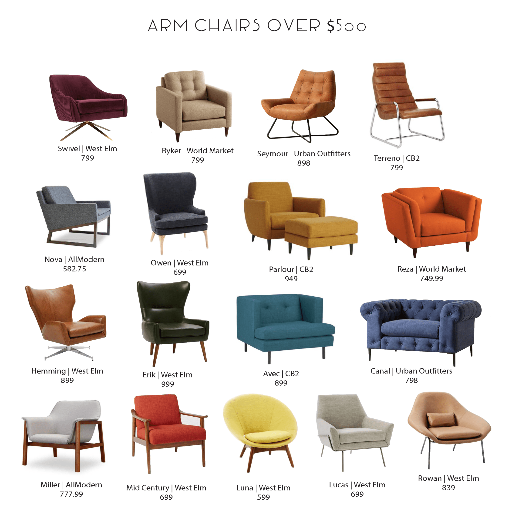 ARM CHAIRS OVER $500
Swivel | West Elm
799
Ryker | World Market
799
Seymour | Urban Outfitters
898
Terreno | CB2
799
Nova | AllModern
582.75
Owen | West Elm
699
Parlour | CB2
949
Reza | World Market
749.99
Hemming | West Elm
899
Erik | West Elm
999
Avec | CB2
899
Canal | Urban Outfitters
798
Miller | AllModern
777.99
Mid Century | West Elm
699
Luna | West Elm
599
Lucas | West Elm
699
Rowan | West Elm
839